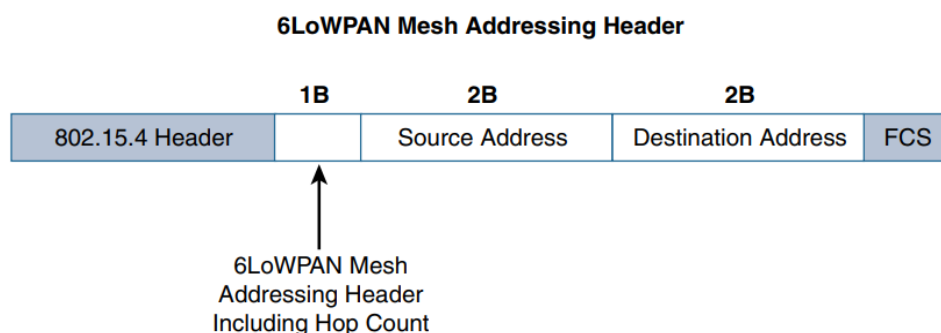 6LoWPAN Mesh Addressing Header
1B 2B 2B
802.15.4 Header Source Address Destination Address FCS
6LoWPAN Mesh
Addressing Header
Including Hop Count